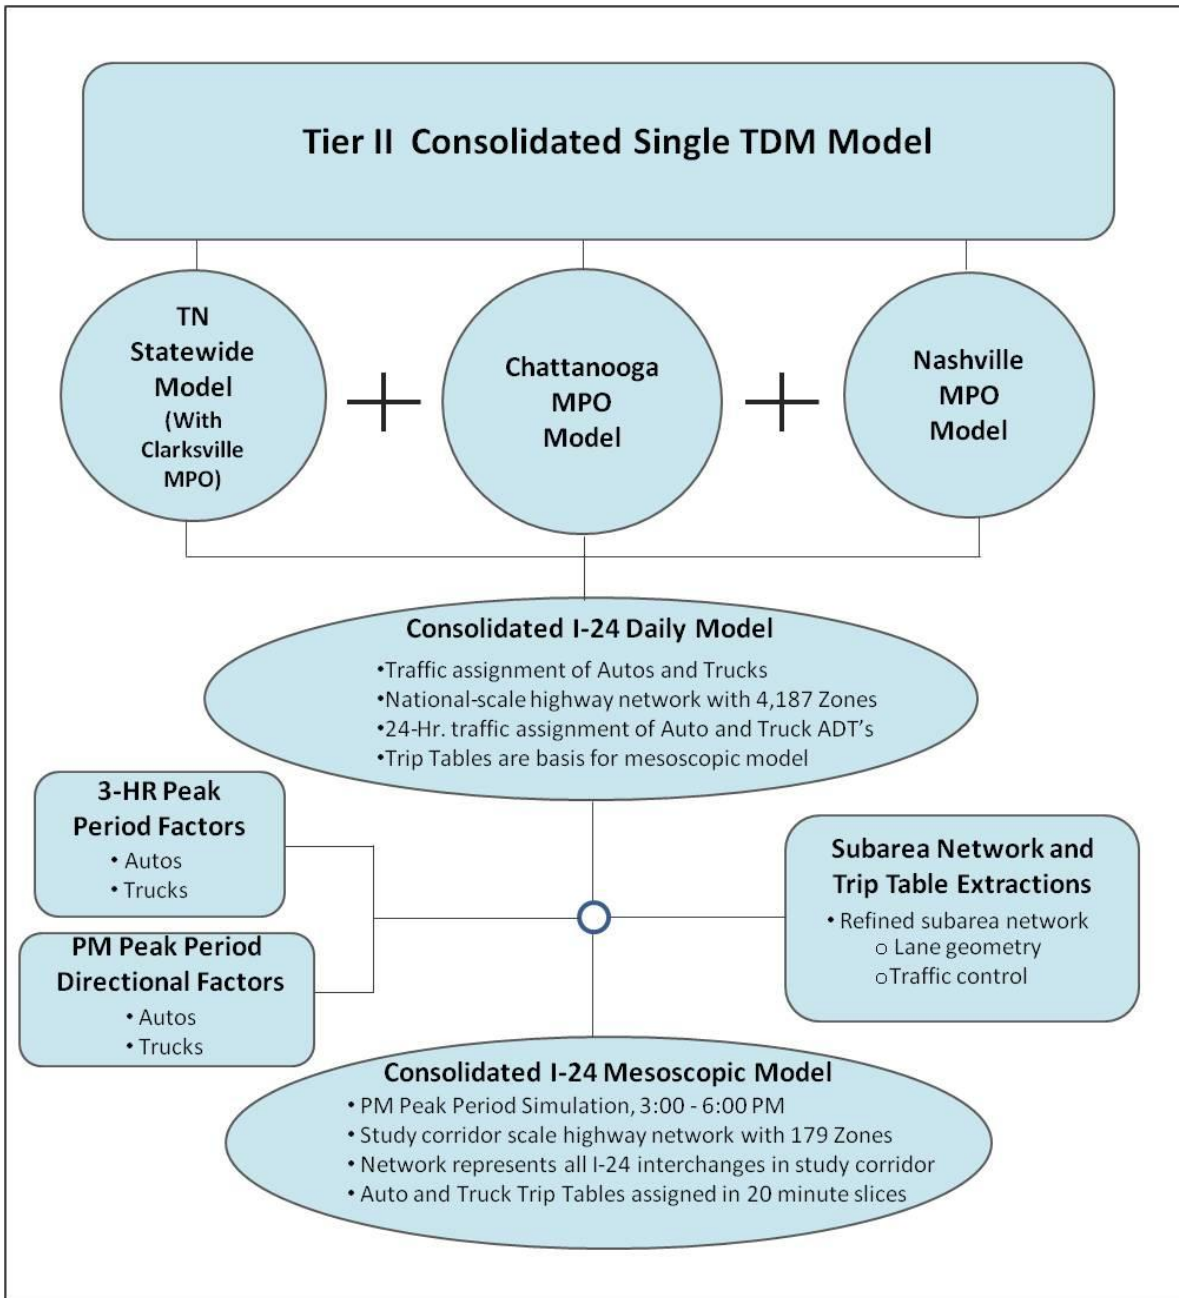 Tier II  Consolidated Single TDM Model
TN
Statewide
Model
(With
Clarksville
MPO)
Chattanooga
MPO
Model
Nashville
MPO
Model
Consolidated I-24 Daily Model
•Traffic assignment of Autos and Trucks
•National-scale highway network with 4,187 Zones
•24-Hr. traffic assignment of Auto and Truck ADT's
•Trip Tables are basis for mesoscopic model
3-HR Peak
Period Factors
• Autos
• Trucks
PM Peak Period
Directional Factors
• Autos
• Trucks
Subarea Network and
Trip Table Extractions
• Refined subarea network
o Lane geometry
o Traffic control
Consolidated I-24 Mesoscopic Model
• PM Peak Period Simulation, 3:00 - 6:00 PM
• Study corridor scale highway network with 179 Zones
• Network represents all I-24 interchanges in study corridor
• Auto and Truck Trip Tables assigned in 20 minute slices